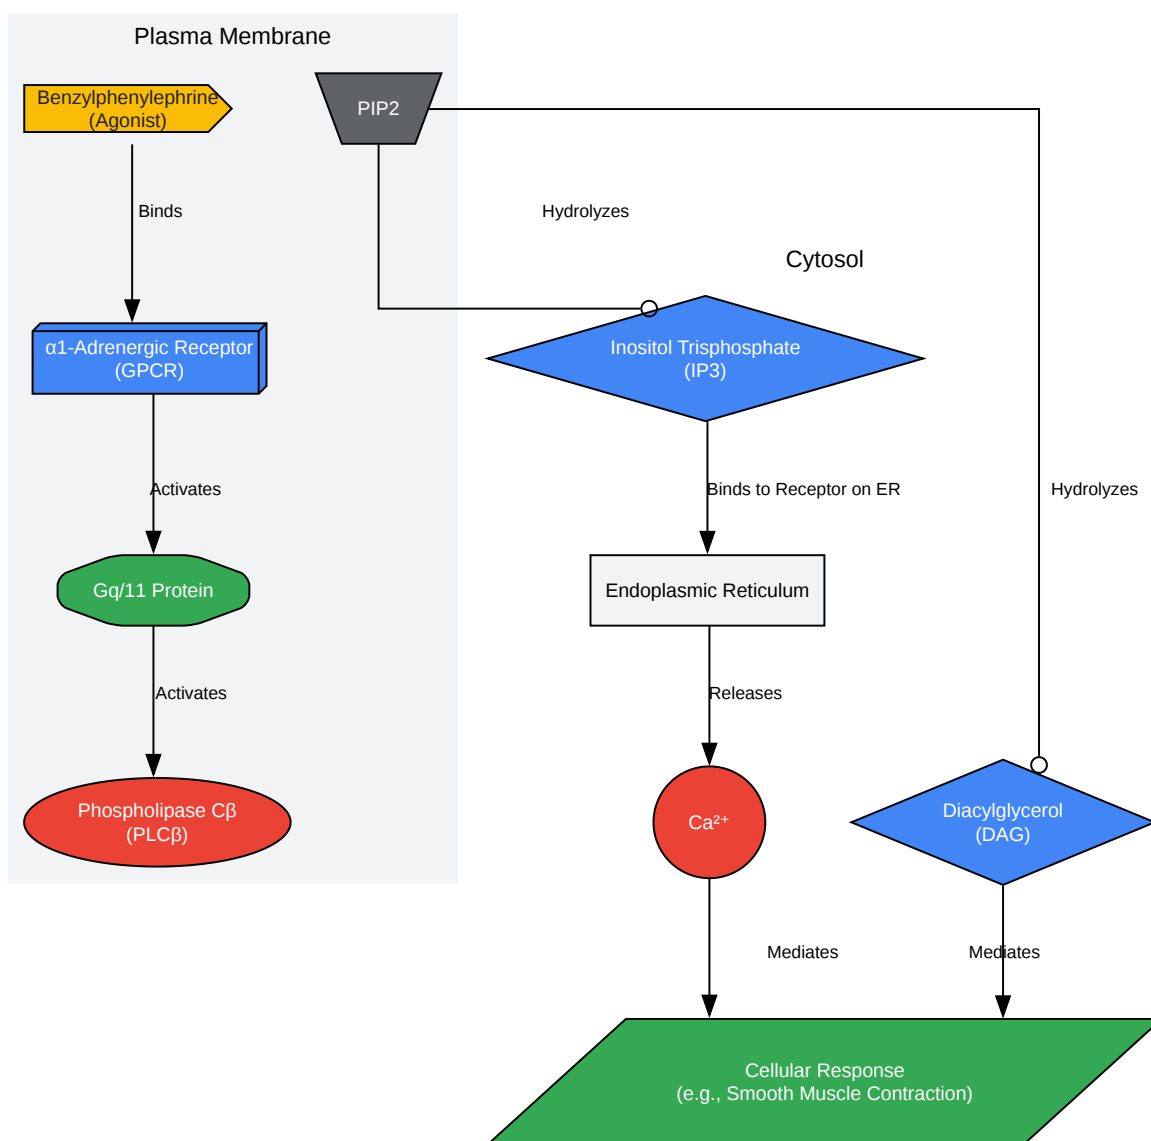 Plasma Membrane
Benzylphenylephrine
(Agonist)
PIP2
Binds
Hydrolyzes
Cytosol
α1-Adrenergic Receptor
(GPCR)
Inositol Trisphosphate
(IP3)
Activates
Binds to Receptor on ER
Hydrolyzes
Gq/11 Protein
Endoplasmic Reticulum
Activates
Releases
Phospholipase Cβ
(PLCβ)
Ca²⁺
Diacylglycerol
(DAG)
Mediates
Mediates
Cellular Response
(e.g., Smooth Muscle Contraction)